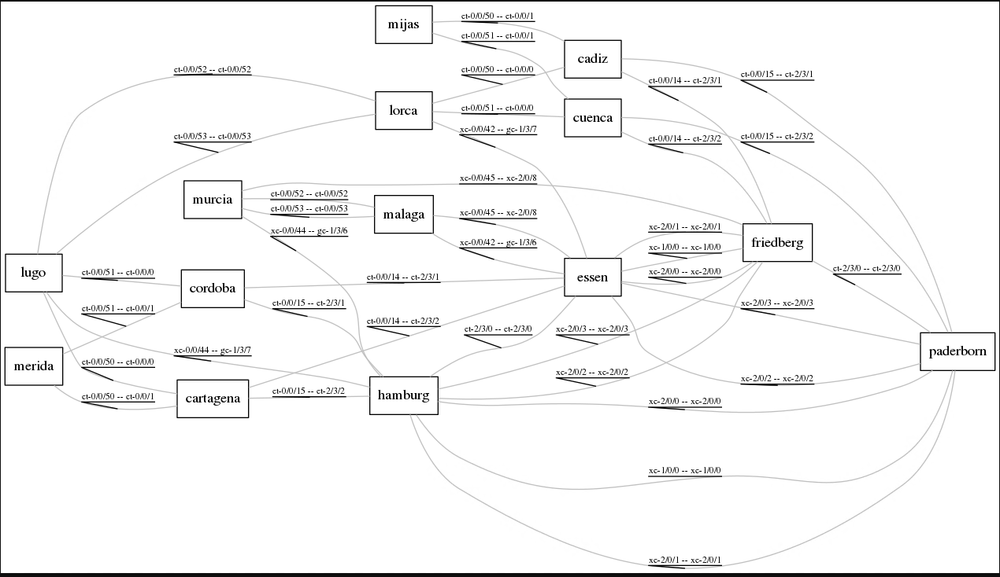 mijas
ct-0/0/50 -- ct-0/0/1
ct-0/0/51 -- ct-0/0/1
cadiz
ct-0/0/52 -- ct-0/0/52
ct-0/0/50 -- ct-0/0/0
ct-0/0/14 -- ct-2/3/1
ct-0/0/15 -- ct-2/3/1
lorca
ct-0/0/51 -- ct-0/0/0
cuenca
xc-0/0/42 -- gc-1/3/7
ct-0/0/53 -- ct-0/0/53
ct-0/0/14 -- ct-2/3/2
ct-0/0/15 -- ct-2/3/2
xc-0/0/45 -- xc-2/0/8
murcia
ct-0/0/52 -- ct-0/0/52
ct-0/0/53 -- ct-0/0/53
malaga
xc-0/0/45 -- xc-2/0/8
xc-0/0/44 -- gc-1/3/6
xc-0/0/42 -- gc-1/3/6
xc-2/0/1 -- xc-2/0/1
xc-1/0/0 -- xc-1/0/0
xc-2/0/0 -- xc-2/0/0
friedberg
lugo
ct-0/0/51 -- ct-0/0/0
cordoba
ct-0/0/14 -- ct-2/3/1
essen
ct-2/3/0 -- ct-2/3/0
ct-0/0/51 -- ct-0/0/1
ct-0/0/15 -- ct-2/3/1
xc-2/0/3 -- xc-2/0/3
ct-0/0/14 -- ct-2/3/2
ct-2/3/0 -- ct-2/3/0
xc-2/0/3 -- xc-2/0/3
xc-0/0/44 -- gc-1/3/7
paderborn
merida
ct-0/0/50 -- ct-0/0/0
xc-2/0/2 -- xc-2/0/2
xc-2/0/2 -- xc-2/0/2
ct-0/0/50 -- ct-0/0/1
cartagena
ct-0/0/15 -- ct-2/3/2
hamburg
xc-2/0/0 -- xc-2/0/0
xc-1/0/0 -- xc-1/0/0
xc-2/0/1 -- xc-2/0/1